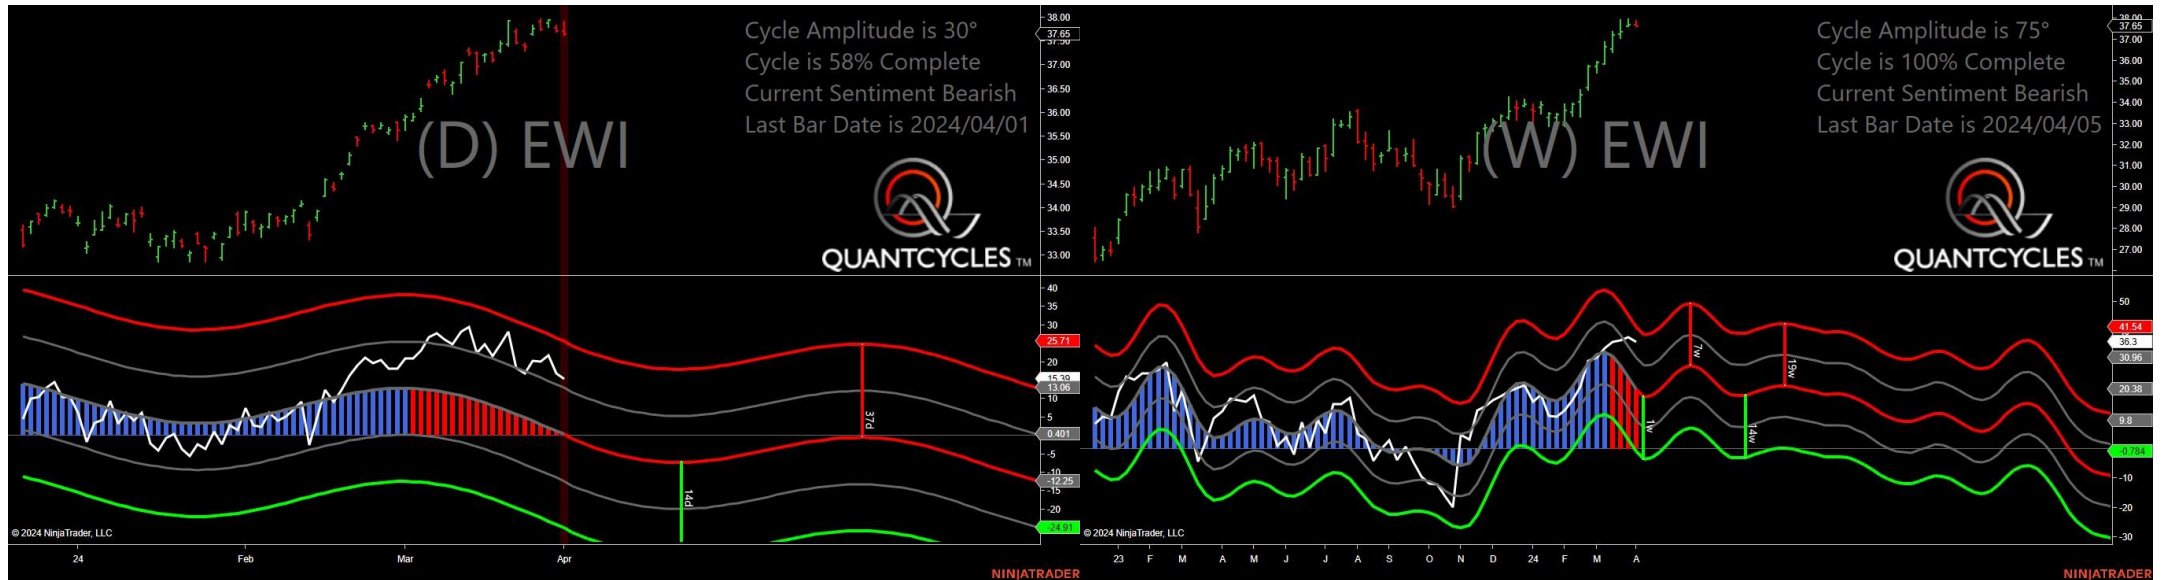 Cycle Amplitude is 30°
Cycle is 58% Complete
Current Sentiment Bearish
Last Bar Date is 2024/04/01
(D) EWI
QUANTCYCLES TM
38.00
37.65
37.00
36.50
36.00
35.50
35.00
34.50
34.00
33.50
33.00
40
35
30
25.71
20
15.39
13.06
10
5
0.401
-5
-12.25
-15
-20
-24.91
37d
14d
© 2024 NinjaTrader, LLC
24 Feb Mar Apr
NINJATRADER
Cycle Amplitude is 75°
Cycle is 100% Complete
Current Sentiment Bearish
Last Bar Date is 2024/04/05
(W) EWI
QUANTCYCLES TM
38.00
37.65
37.00
36.00
35.00
34.00
33.00
32.00
31.00
30.00
29.00
28.00
27.00
50
41.54
36.3
30.96
20.38
9.8
-0.784
-10
-20
-30
7w
19w
1w
14w
© 2024 NinjaTrader, LLC
23 F M A M J J A S O N D 24 F M A
NINJATRADER